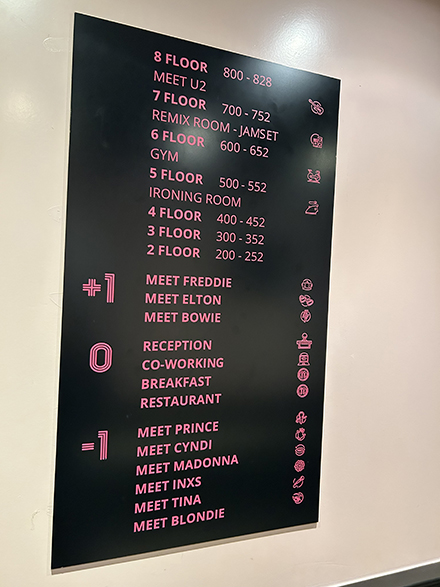 8 FLOOR 800 - 828
MEET U2
7 FLOOR 700 - 752
REMIX ROOM - JAMSET
6 FLOOR 600 - 652
GYM
5 FLOOR 500 - 552
IRONING ROOM
4 FLOOR 400 - 452
3 FLOOR 300 - 352
2 FLOOR 200 - 252
+1
MEET FREDDIE
MEET ELTON
MEET BOWIE
0
RECEPTION
CO-WORKING
BREAKFAST
RESTAURANT
-1
MEET PRINCE
MEET CYNDI
MEET MADONNA
MEET INXS
MEET TINA
MEET BLONDIE